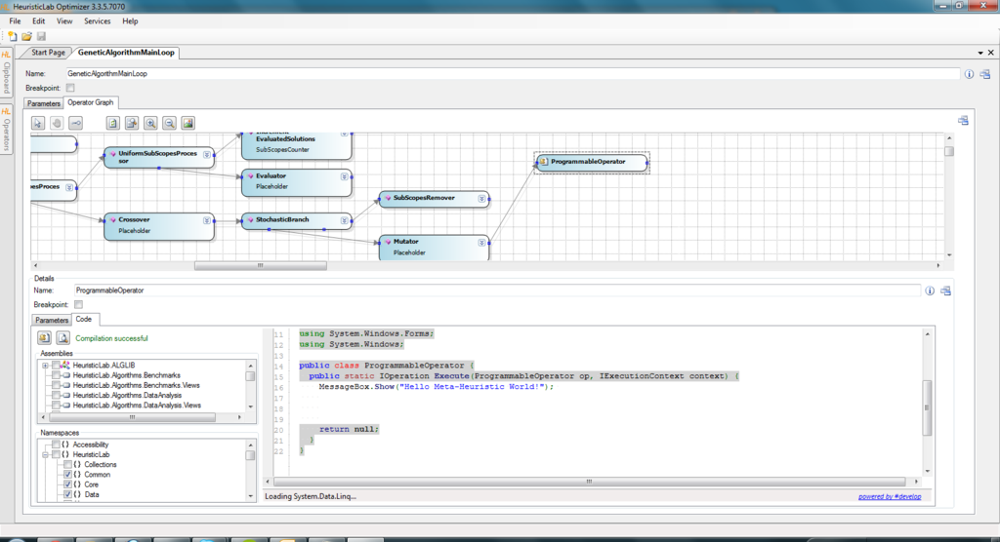 HeuristicLab Optimizer 3.3.5.7070
File Edit View Services Help
Start Page GeneticAlgorithmMainLoop
HL Clipboard
HL Operators
Name: GeneticAlgorithmMainLoop
Breakpoint:
Parameters Operator Graph
UniformSubScopesProces
sor
EvaluatedSolutions
SubScopesCounter
Evaluator
Placeholder
esProces
Crossover
Placeholder
StochasticBranch
SubScopesRemover
Mutator
Placeholder
ProgrammableOperator
Details
Name: ProgrammableOperator
Breakpoint:
Parameters Code
Compilation successful
Assemblies
HeuristicLab.ALGLIB
HeuristicLab.Algorithms.Benchmarks
HeuristicLab.Algorithms.Benchmarks.Views
HeuristicLab.Algorithms.DataAnalysis
HeuristicLab.Algorithms.DataAnalysis.Views
Namespaces
{} Accessibility
{} HeuristicLab
{} Collections
{} Common
{} Core
{} Data
11 using System.Windows.Forms;
12 using System.Windows;
13
14 public class ProgrammableOperator {
15 public static IOperation Execute(ProgrammableOperator op, IExecutionContext context) {
16 MessageBox.Show("Hello Meta-Heuristic World!");
17
18
19
20 return null;
21 }
22 }
Loading System.Data.Linq...
powered by #develop